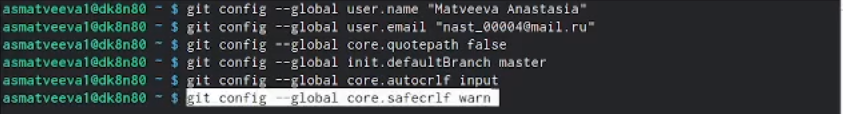 asmatveeva1@dk8n80 ~ $ git config --global user.name "Matveeva Anastasia"
asmatveeva1@dk8n80 ~ $ git config --global user.email "nast_00004@mail.ru"
asmatveeva1@dk8n80 ~ $ git config --global core.quotepath false
asmatveeva1@dk8n80 ~ $ git config --global init.defaultBranch master
asmatveeva1@dk8n80 ~ $ git config --global core.autocrlf input
asmatveeva1@dk8n80 ~ $ git config --global core.safecrlf warn